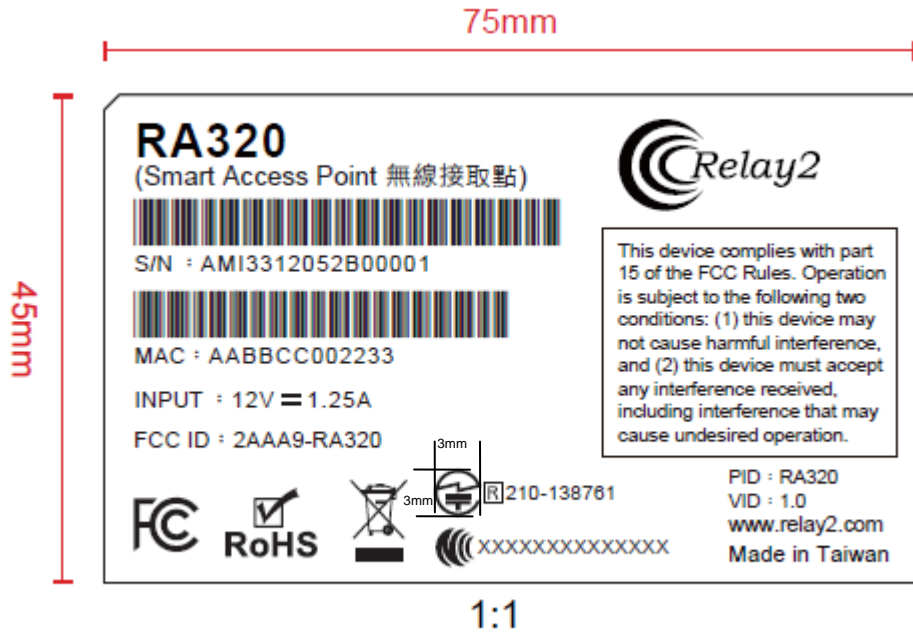 75mm
45mm
RA320
(Smart Access Point 無線接取點)
S/N : AMI3312052B00001
MAC : AABBCC002233
INPUT : 12V = 1.25A
FCC ID : 2AAA9-RA320
Relay2
This device complies with part
15 of the FCC Rules. Operation
is subject to the following two
conditions: (1) this device may
not cause harmful interference,
and (2) this device must accept
any interference received,
including interference that may
cause undesired operation.
3mm
3mm
R 210-138761
FC
RoHS
XXXXXXXXXXXXXX
PID : RA320
VID : 1.0
www.relay2.com
Made in Taiwan
1:1